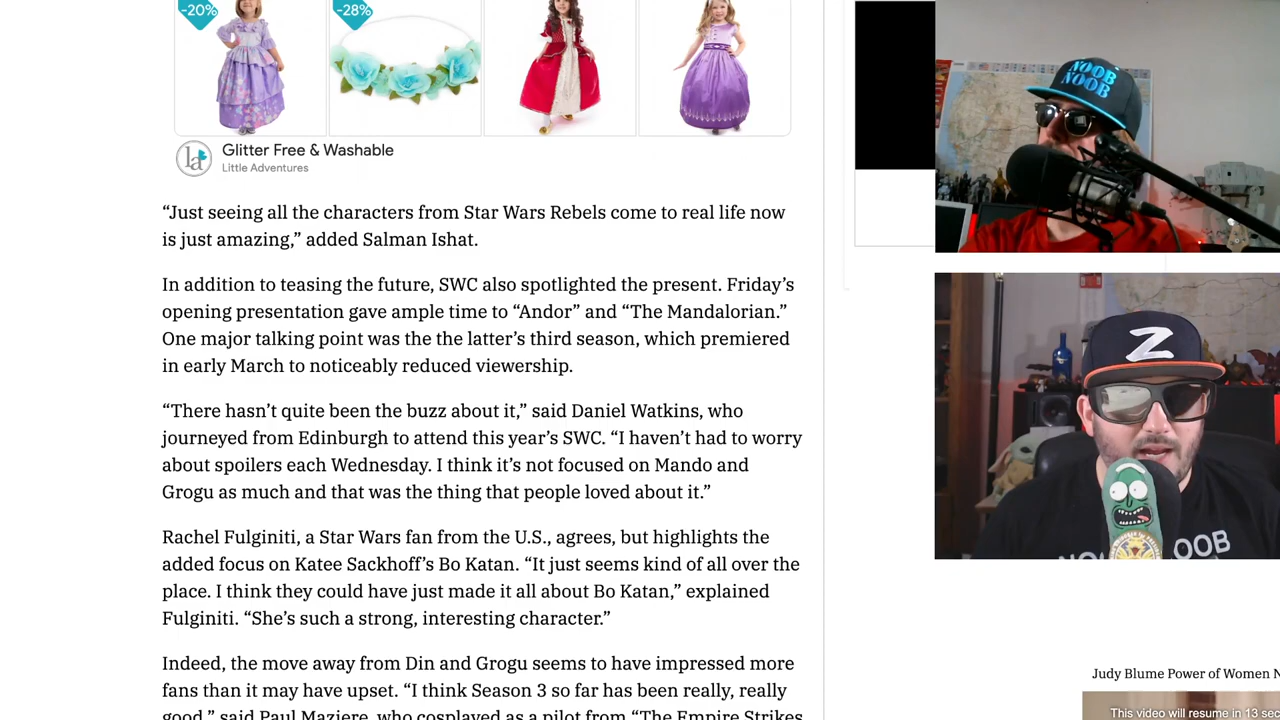 -20%
-28%
Glitter Free & Washable
Little Adventures
“Just seeing all the characters from Star Wars Rebels come to real life now
is just amazing,” added Salman Ishat.
In addition to teasing the future, SWC also spotlighted the present. Friday’s
opening presentation gave ample time to “Andor” and “The Mandalorian.”
One major talking point was the the latter’s third season, which premiered
in early March to noticeably reduced viewership.
“There hasn’t quite been the buzz about it,” said Daniel Watkins, who
journeyed from Edinburgh to attend this year’s SWC. “I haven’t had to worry
about spoilers each Wednesday. I think it’s not focused on Mando and
Grogu as much and that was the thing that people loved about it.”
Rachel Fulginiti, a Star Wars fan from the U.S., agrees, but highlights the
added focus on Katee Sackhoff’s Bo Katan. “It just seems kind of all over the
place. I think they could have just made it all about Bo Katan,” explained
Fulginiti. “She’s such a strong, interesting character.”
Indeed, the move away from Din and Grogu seems to have impressed more
fans than it may have upset. “I think Season 3 so far has been really, really
good,” said Paul Maziere, who cosplayed as a pilot from “The Empire Strikes
NOOB
NOOB
Z
OOB
Judy Blume Power of Women N
This video will resume in 13 sec